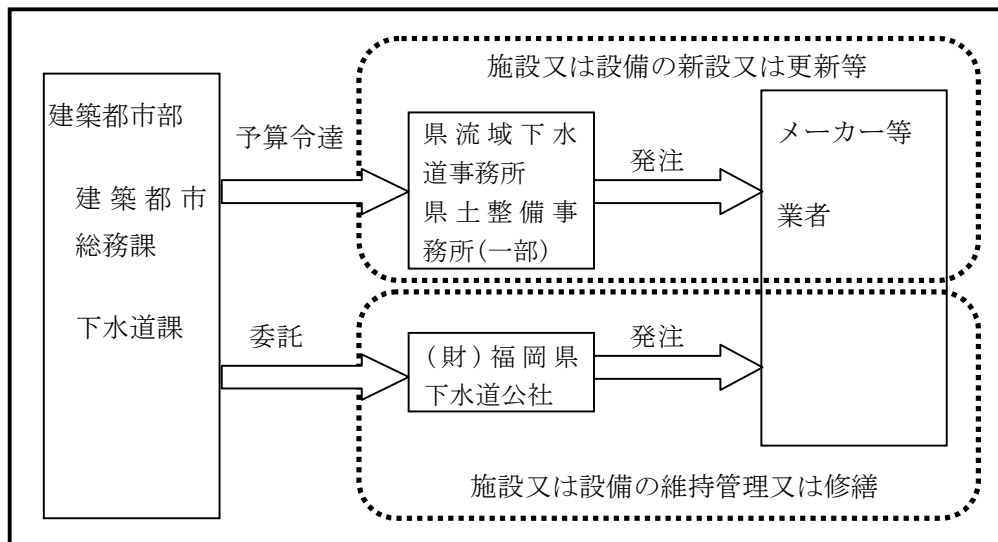 施設又は設備の新設又は更新等
建築都市部
建築都市
総務課
下水道課
予算令達
県流域下水
道事務所
県土整備事
務所(一部)
発注
メーカー等
業者
委託
(財)福岡県
下水道公社
発注
施設又は設備の維持管理又は修繕